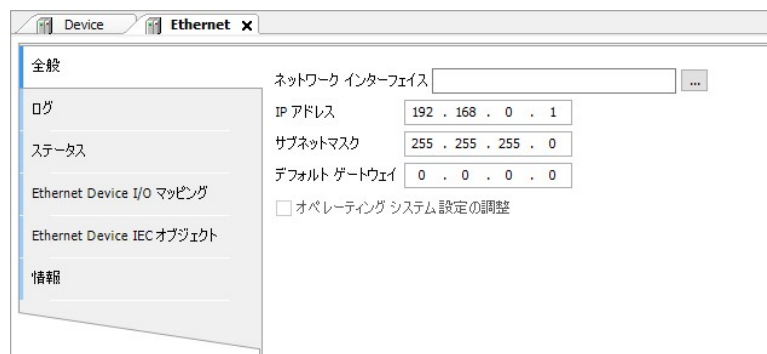 Device
Ethernet
全般
ログ
ステータス
Ethernet Device I/O マッピング
Ethernet Device IEC オブジェクト
情報
ネットワーク インターフェイス ...
IP アドレス 192 . 168 . 0 . 1
サブネットマスク 255 . 255 . 255 . 0
デフォルト ゲートウェイ 0 . 0 . 0 . 0
オペレーティング システム 設定の調整